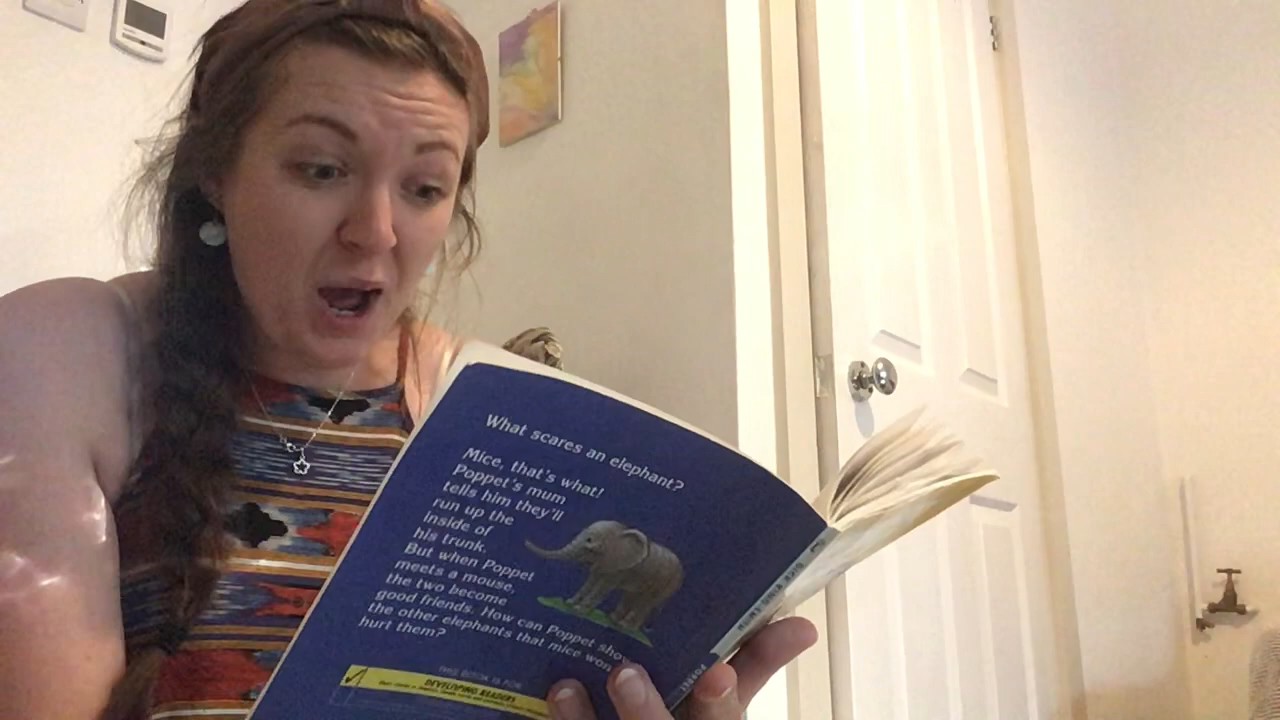 What scares an elephant?
Mice, that's what!
Poppet's mum
tells him they'll
run up the
inside of
his trunk.
But when Poppet
meets a mouse,
the two become
good friends. How can Poppet show
the other elephants that mice won
hurt them?
THIS BOOK IS FOR
DEVELOPING READERS